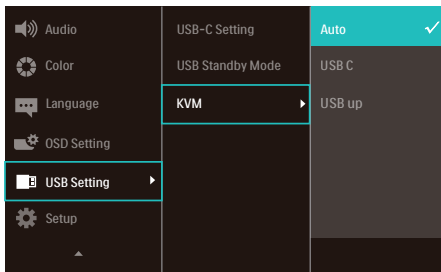 Audio
Color
Language
OSD Setting
USB Setting
Setup
USB-C Setting
USB Standby Mode
KVM
Auto
USB C
USB up